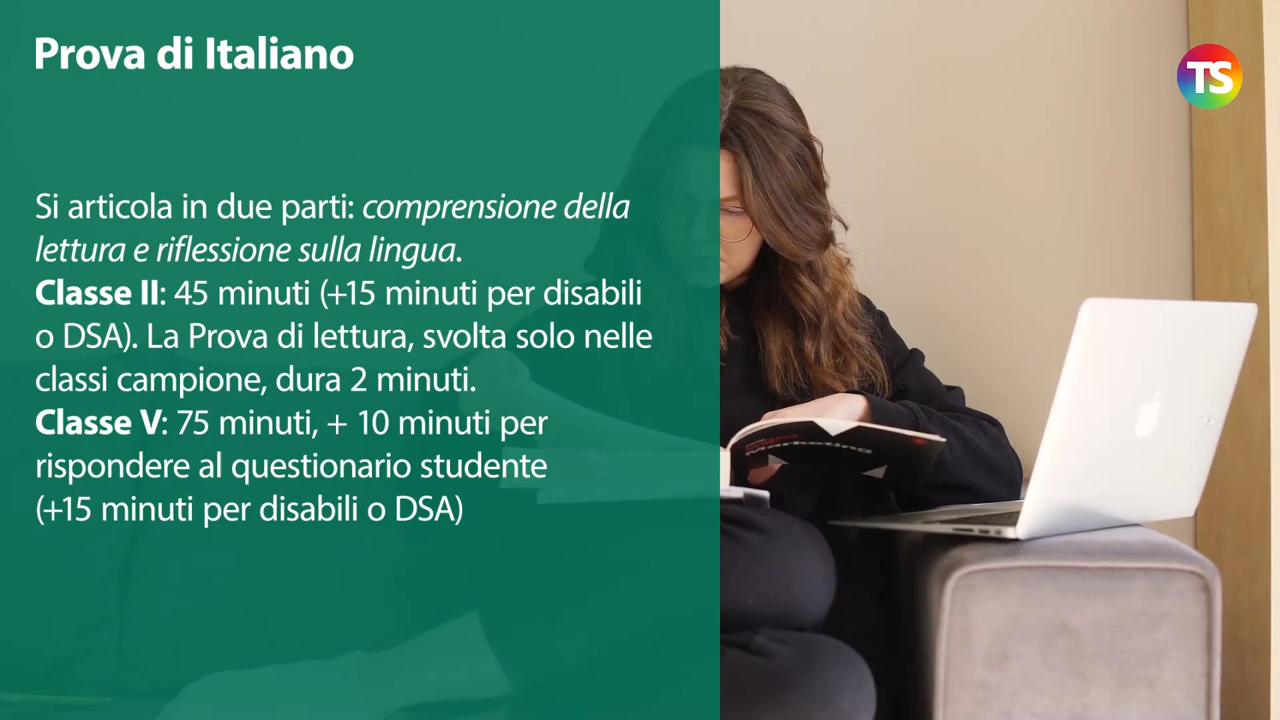 Prova di Italiano
TS
Si articola in due parti: comprensione della
lettura e riflessione sulla lingua.
Classe II: 45 minuti (+15 minuti per disabili
o DSA). La Prova di lettura, svolta solo nelle
classi campione, dura 2 minuti.
Classe V: 75 minuti, + 10 minuti per
rispondere al questionario studente
(+15 minuti per disabili o DSA)
Marketing